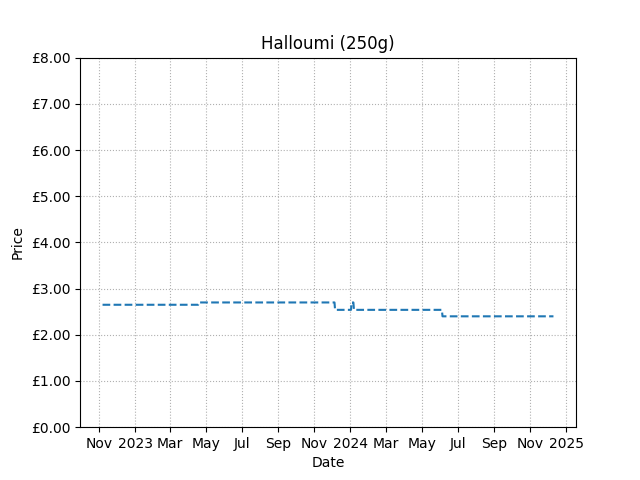 Halloumi (250g)
£8.00
£7.00
£6.00
£5.00
£4.00
£3.00
£2.00
£1.00
£0.00
Price
Nov 2023 Mar May Jul Sep Nov 2024 Mar May Jul Sep Nov 2025
Date